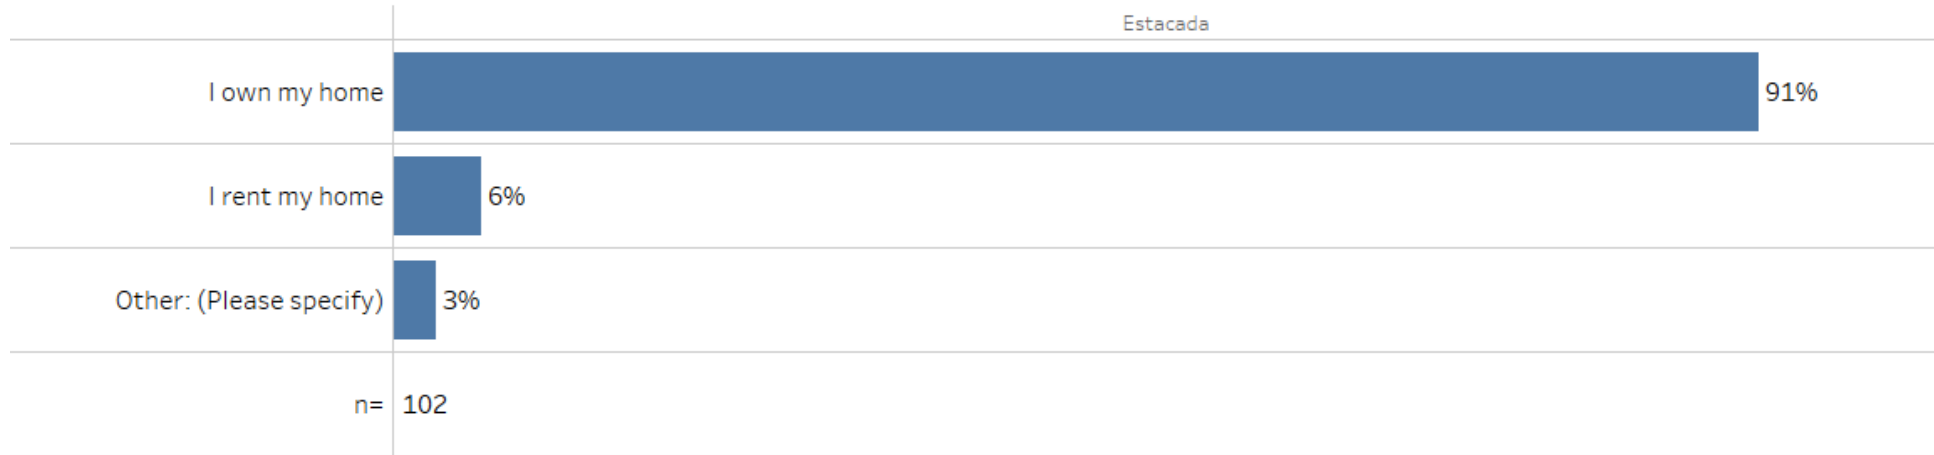 Estacada
I own my home 91%
I rent my home 6%
Other: (Please specify) 3%
n= 102